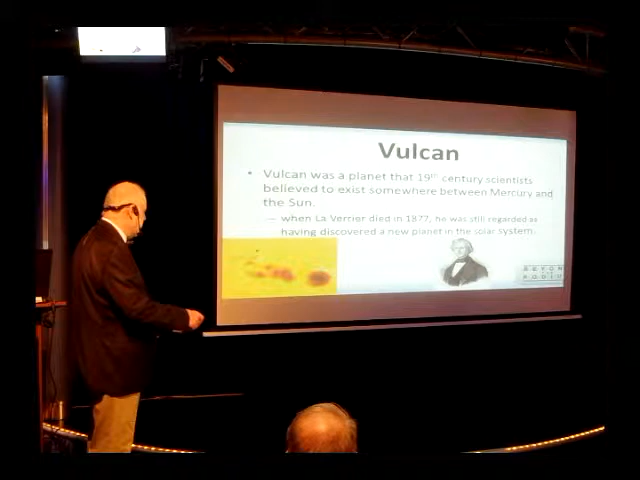 Vulcan
• Vulcan was a planet that 19th century scientists
believed to exist somewhere between Mercury and
the Sun.
– when La Verrier died in 1877, he was still regarded as
having discovered a new planet in the solar system.